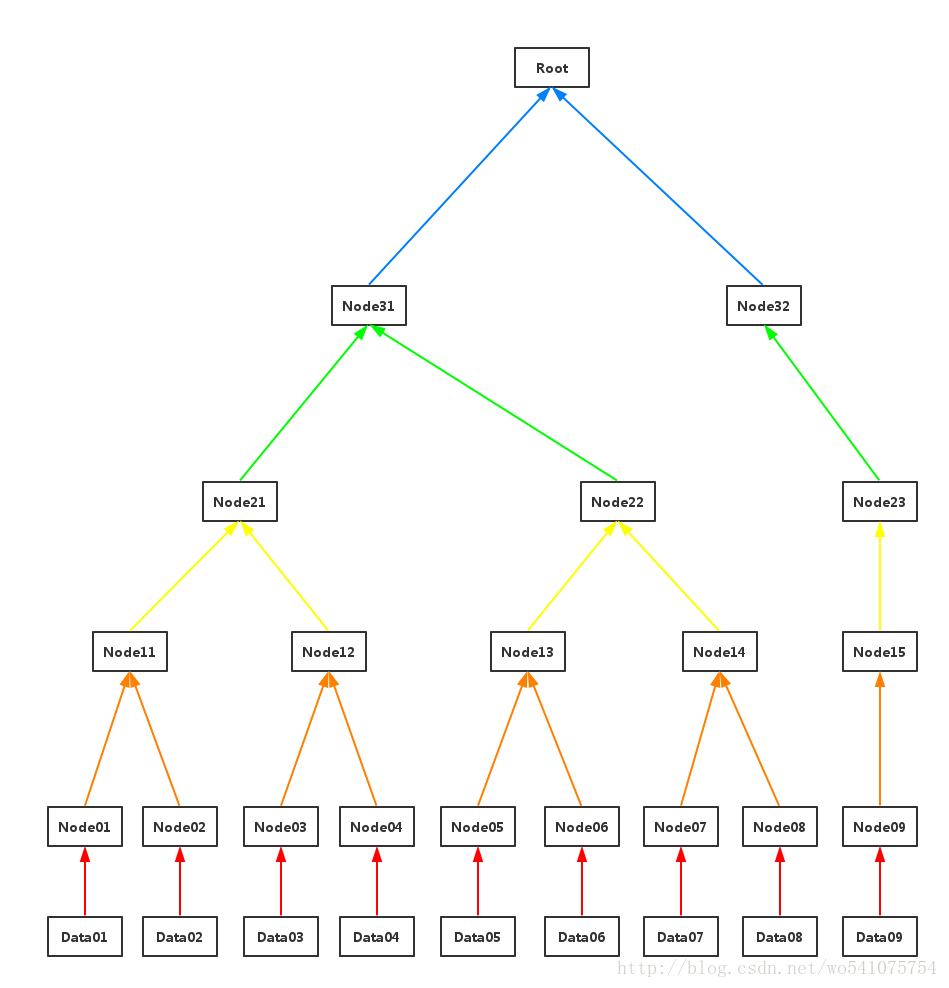 Root
Node31 Node32
Node21 Node22 Node23
Node11 Node12 Node13 Node14 Node15
Node01 Node02 Node03 Node04 Node05 Node06 Node07 Node08 Node09
Data01 Data02 Data03 Data04 Data05 Data06 Data07 Data08 Data09
http://blog.csdn.net/wo541075754